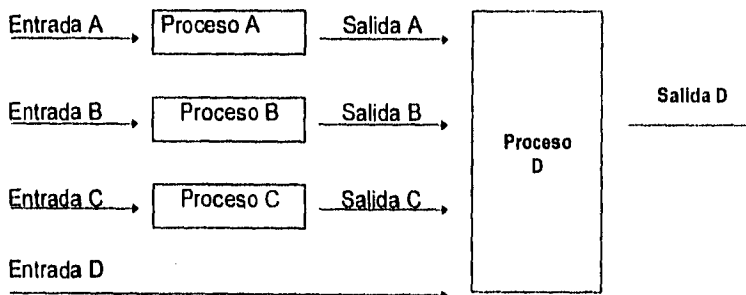 Entrada A
Proceso A
Salida A
Entrada B
Proceso B
Salida B
Salida D
Proceso
D
Entrada C
Proceso C
Salida C
Entrada D